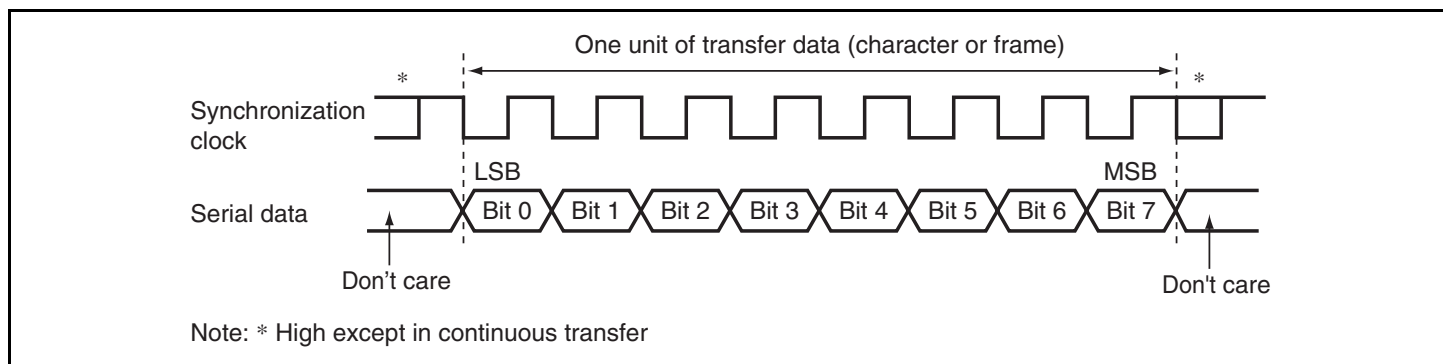 One unit of transfer data (character or frame)
* *
Synchronization
clock
LSB MSB
Serial data Bit 0 Bit 1 Bit 2 Bit 3 Bit 4 Bit 5 Bit 6 Bit 7
Don’t care Don't care
Note: * High except in continuous transfer